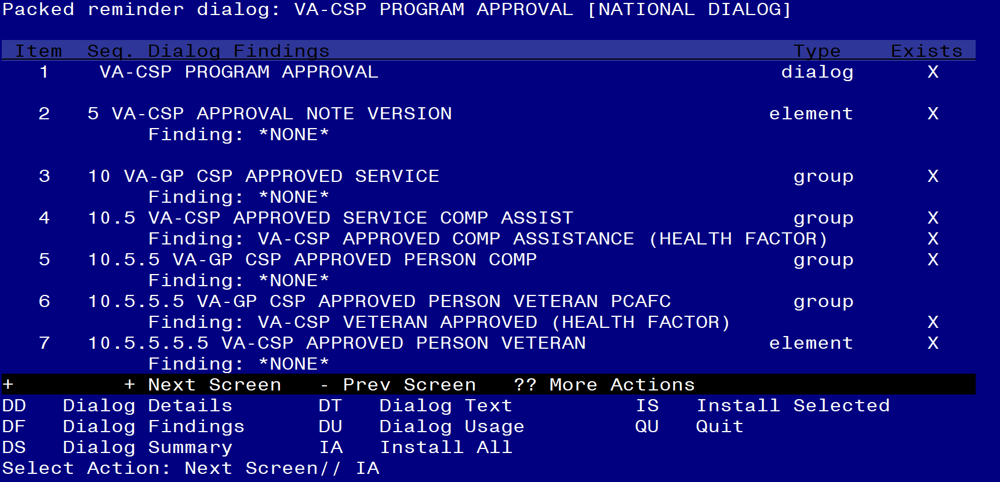 Packed reminder dialog: VA-CSP PROGRAM APPROVAL [NATIONAL DIALOG]
Item  Seq. Dialog Findings  Type  Exists
1  VA-CSP PROGRAM APPROVAL  dialog  X
2  5 VA-CSP APPROVAL NOTE VERSION  element  X
Finding: *NONE*
3  10 VA-GP CSP APPROVED SERVICE  group  X
Finding: *NONE*
4  10.5 VA-CSP APPROVED SERVICE COMP ASSIST  group  X
Finding: VA-CSP APPROVED COMP ASSISTANCE (HEALTH FACTOR)  X
5  10.5.5 VA-GP CSP APPROVED PERSON COMP  group  X
Finding: *NONE*
6  10.5.5.5 VA-GP CSP APPROVED PERSON VETERAN PCAFC  group
Finding: VA-CSP VETERAN APPROVED (HEALTH FACTOR)  X
7  10.5.5.5.5 VA-CSP APPROVED PERSON VETERAN  element  X
Finding: *NONE*
+  + Next Screen  - Prev Screen  ?? More Actions
DD  Dialog Details  DT  Dialog Text  IS  Install Selected
DF  Dialog Findings  DU  Dialog Usage  QU  Quit
DS  Dialog Summary  IA  Install All
Select Action: Next Screen// IA